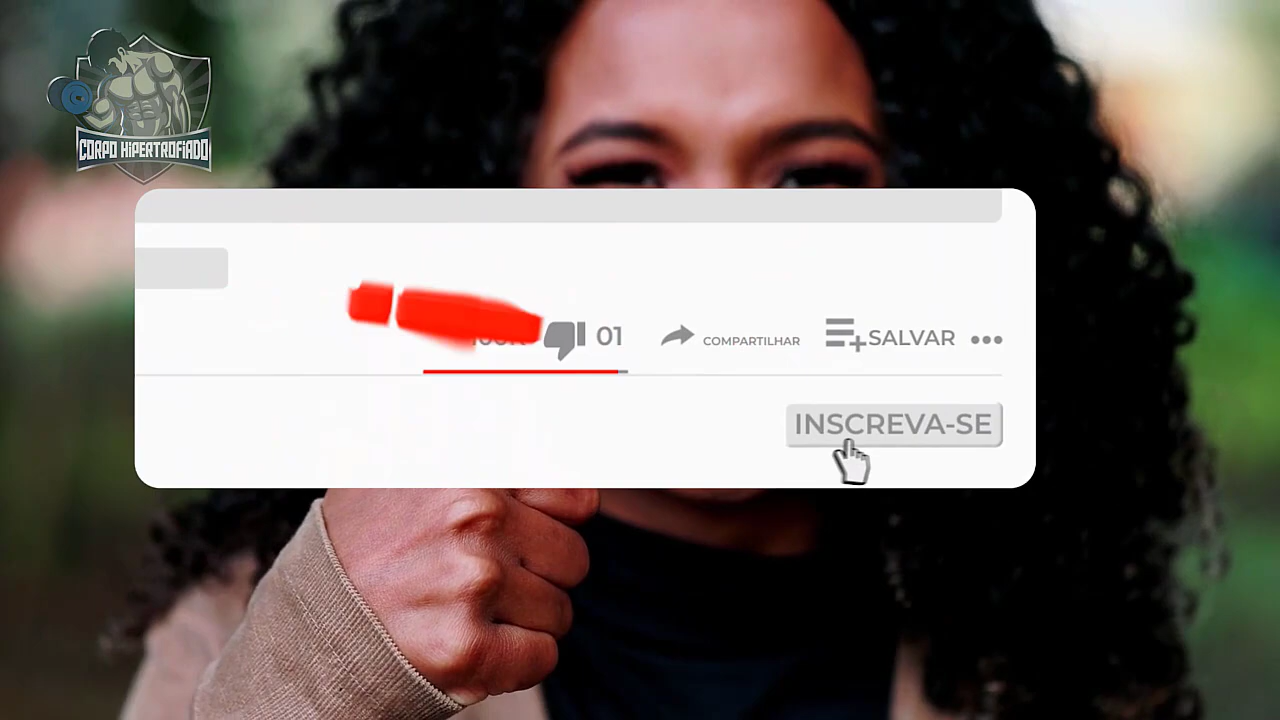 CORPO HIPERTROFIADO
01
COMPARTILHAR
SALVAR
INSCREVA-SE